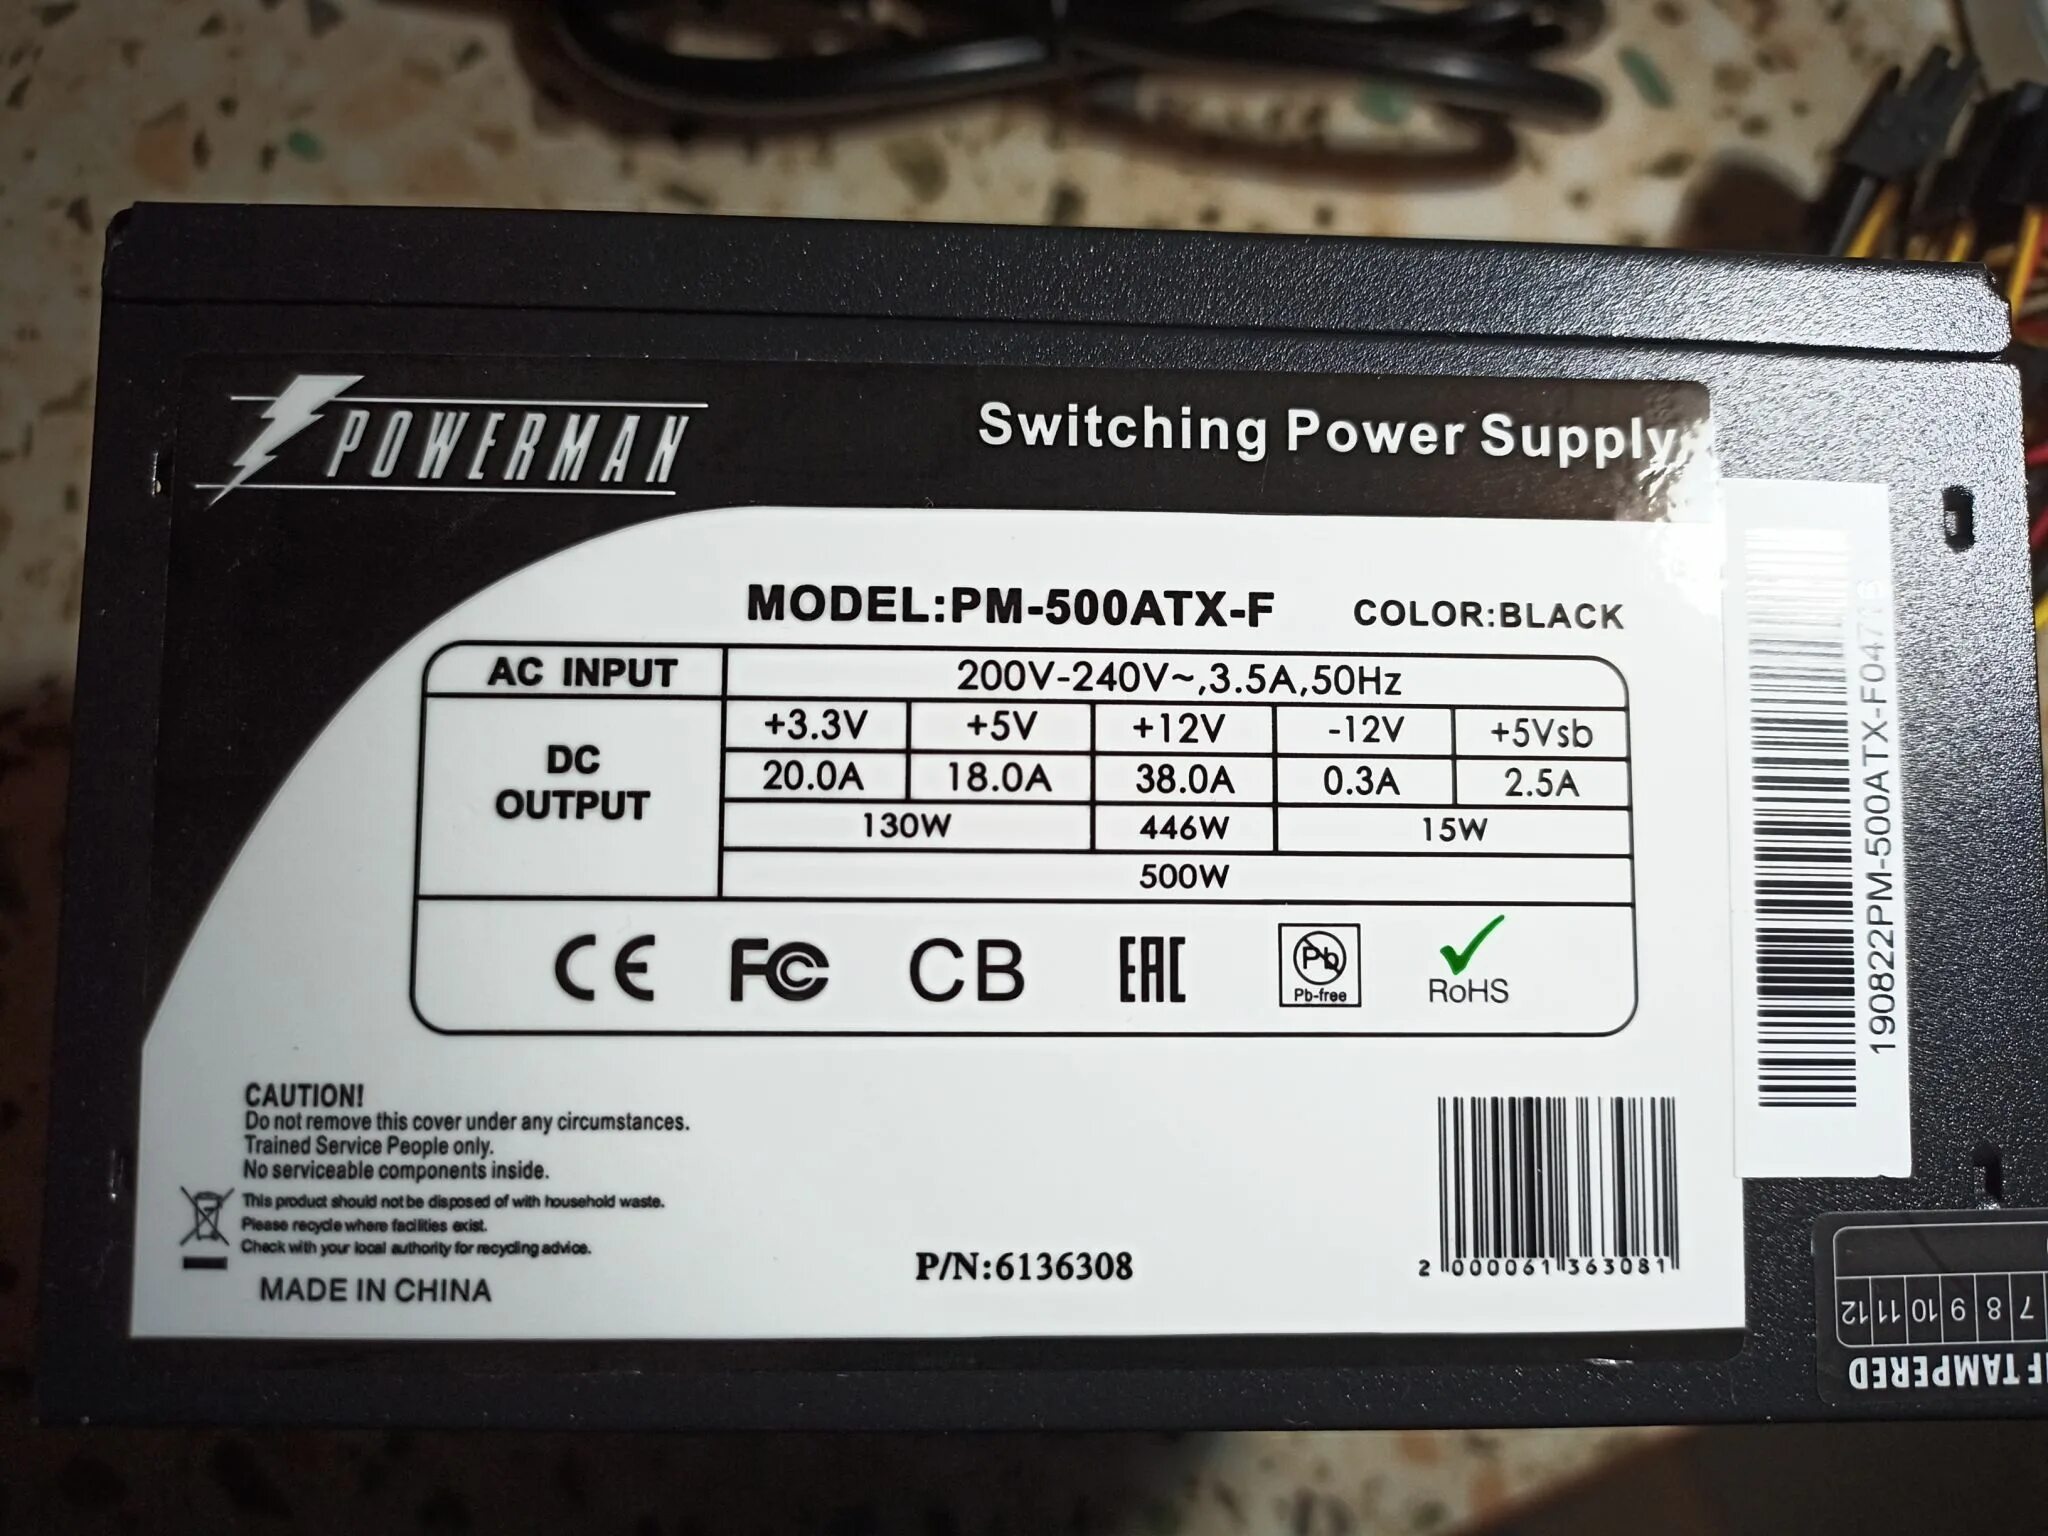 POWERMAN
Switching Power Supply
MODEL:PM-500ATX-F COLOR:BLACK
AC INPUT 200V-240V~,3.5A,50Hz
DC OUTPUT
+3.3V +5V +12V -12V +5Vsb
20.0A 18.0A 38.0A 0.3A 2.5A
130W 446W 15W
500W
CE FC CB EAC Pb Pb-free RoHS
CAUTION!
Do not remove this cover under any circumstances.
Trained Service People only.
No serviceable components inside.
This product should not be disposed of with household waste.
Please recycle where facilities exist.
Check with your local authority for recycling advice.
MADE IN CHINA
P/N:6136308
2 000061 363081
190822PM-500ATX-F04716
7 8 9 10 11 12
IF TAMPERED